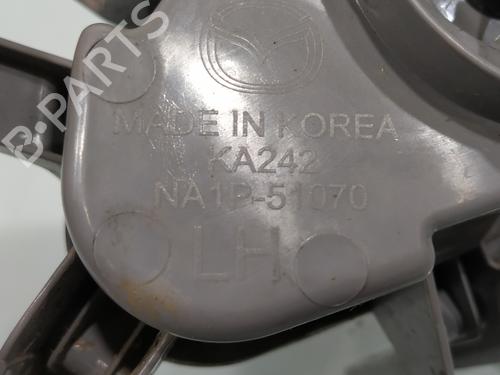 B-PARTS
MADE IN KOREA
KA242
NA1P-51070
LH